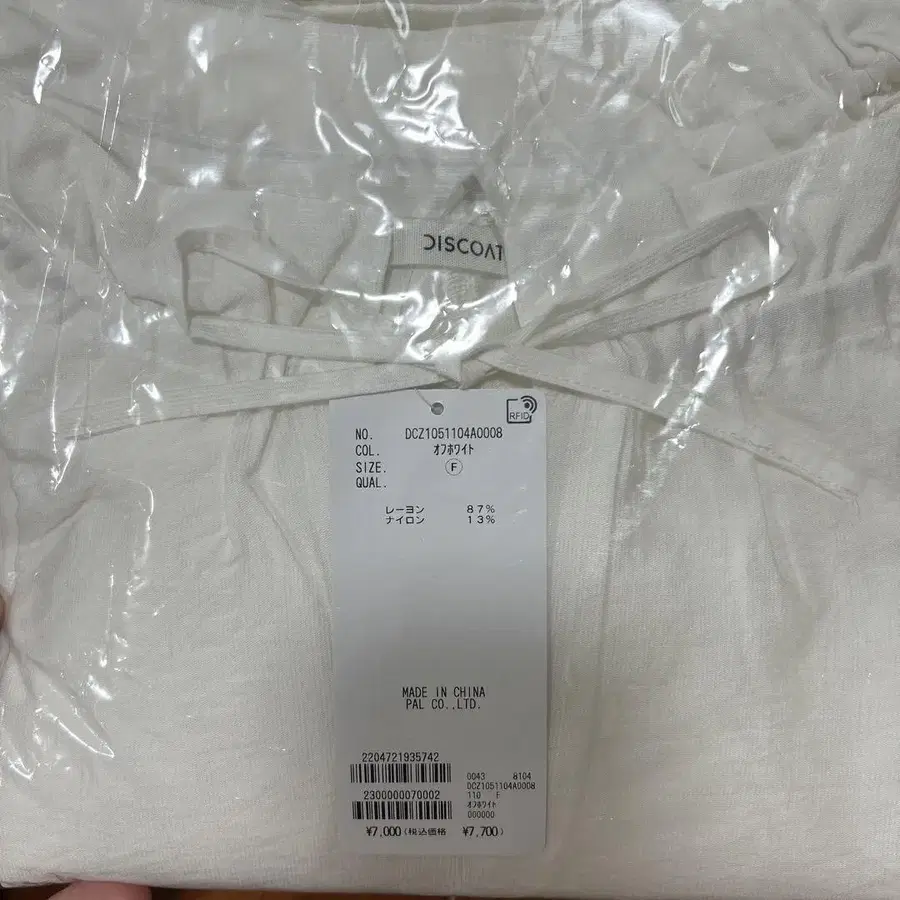 DISCOAT
RFID
NO. DCZ1051104A0008
COL. オフホワイト
SIZE. Ⓕ
QUAL.
レーヨン 87%
ナイロン 13%
MADE IN CHINA
PAL CO.,LTD.
2204721935742
2300000070002
¥7,000(税込価格 ¥7,700)
0043 8104
DCZ1051104A0008
110 F
オフホワイト
000000